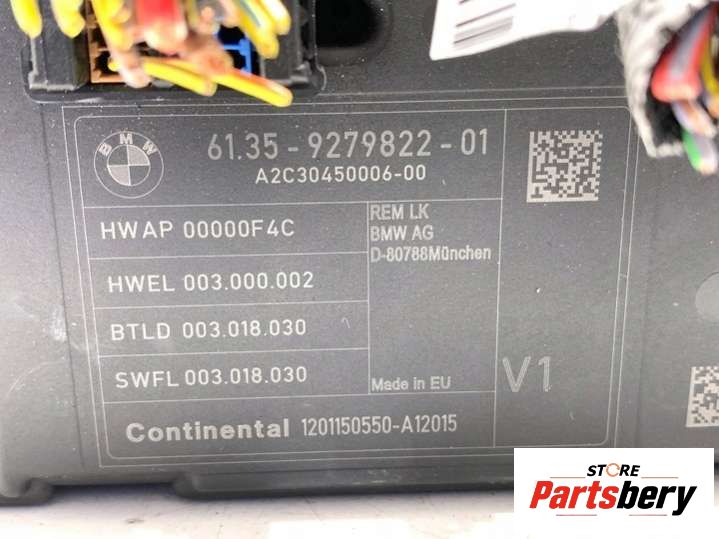 BMW
61.35 - 9279822 - 01
A2C30450006-00
HWAP 00000F4C
HWEL 003.000.002
BTLD 003.018.030
SWFL 003.018.030
REM LK
BMW AG
D-80788München
Made in EU
V1
Continental 1201150550-A12015
STORE
Partsbery